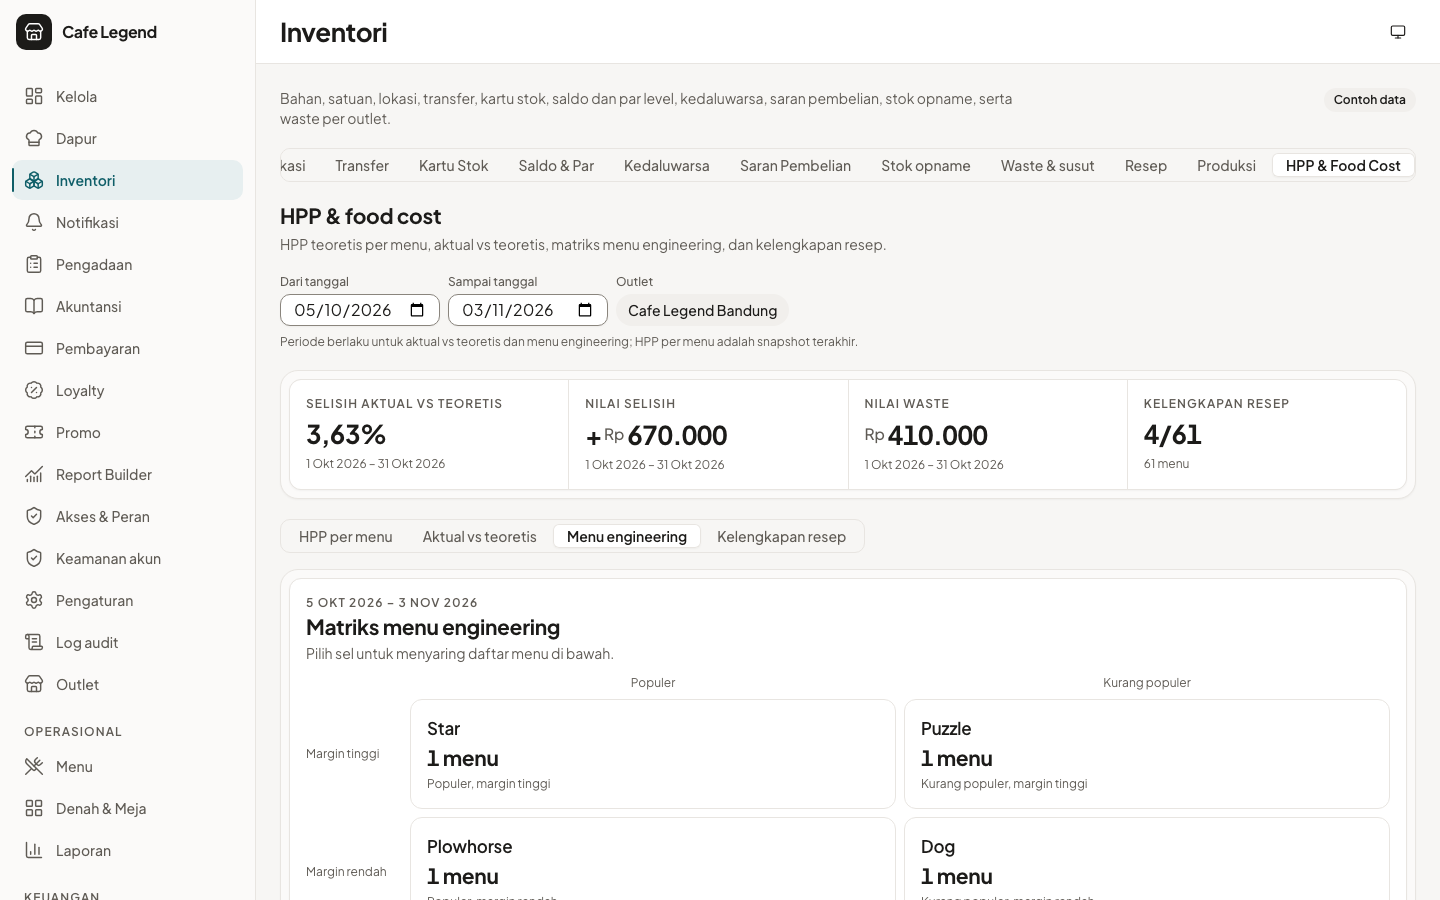 Cafe Legend
Inventori
Kelola
Dapur
Inventori
Notifikasi
Pengadaan
Akuntansi
Pembayaran
Loyalty
Promo
Report Builder
Akses & Peran
Keamanan akun
Pengaturan
Log audit
Outlet
OPERASIONAL
Menu
Denah & Meja
Laporan
KEUANGAN
Bahan, satuan, lokasi, transfer, kartu stok, saldo dan par level, kedaluwarsa, saran pembelian, stok opname, serta
waste per outlet.
Contoh data
kasi Transfer Kartu Stok Saldo & Par Kedaluwarsa Saran Pembelian Stok opname Waste & susut Resep Produksi HPP & Food Cost
HPP & food cost
HPP teoretis per menu, aktual vs teoretis, matriks menu engineering, dan kelengkapan resep.
Dari tanggal Sampai tanggal Outlet
05/10/2026 03/11/2026 Cafe Legend Bandung
Periode berlaku untuk aktual vs teoretis dan menu engineering; HPP per menu adalah snapshot terakhir.
SELISIH AKTUAL VS TEORETIS
3,63%
1 Okt 2026 – 31 Okt 2026
NILAI SELISIH
+Rp 670.000
1 Okt 2026 – 31 Okt 2026
NILAI WASTE
Rp 410.000
1 Okt 2026 – 31 Okt 2026
KELENGKAPAN RESEP
4/61
61 menu
HPP per menu Aktual vs teoretis Menu engineering Kelengkapan resep
5 OKT 2026 – 3 NOV 2026
Matriks menu engineering
Pilih sel untuk menyaring daftar menu di bawah.
Populer Kurang populer
Margin tinggi
Star
1 menu
Populer, margin tinggi
Puzzle
1 menu
Kurang populer, margin tinggi
Margin rendah
Plowhorse
1 menu
Populer, margin rendah
Dog
1 menu
Kurang populer, margin rendah